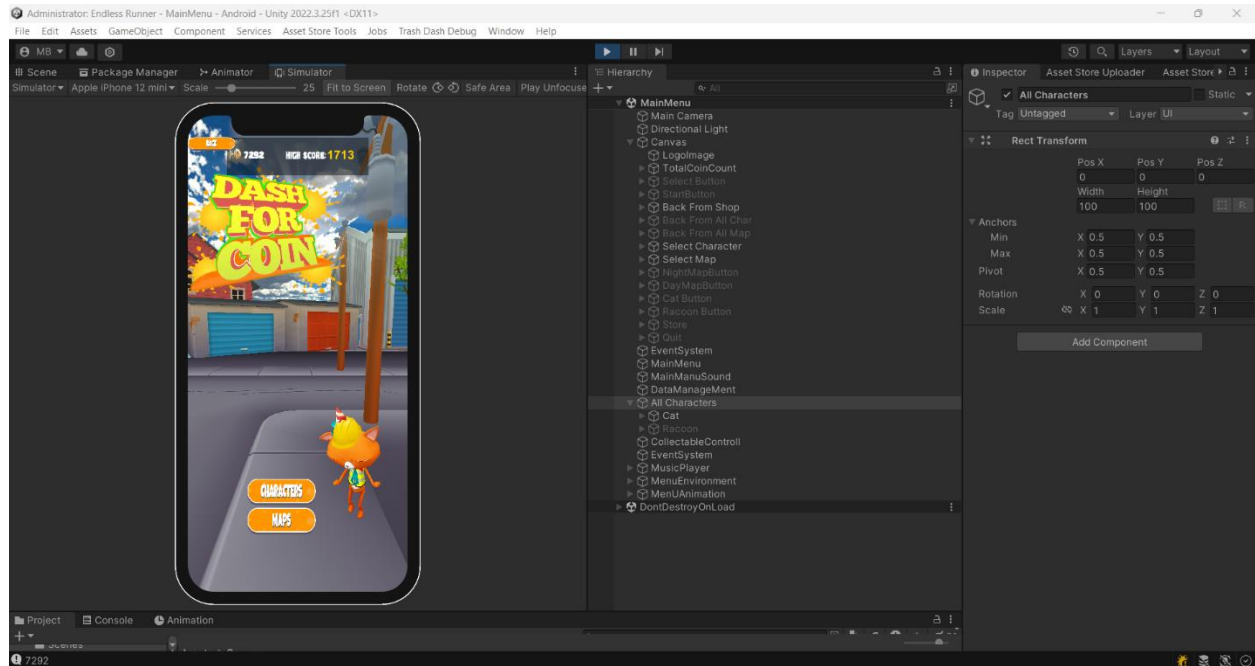 Administrator: Endless Runner - MainMenu - Android - Unity 2022.3.25f1 <DX11>
File Edit Assets GameObject Component Services Asset Store Tools Jobs Trash Dash Debug Window Help
MB Layers Layout
Scene Package Manager Animator Simulator
Simulator Apple iPhone 12 mini Scale 25 Fit to Screen Rotate Safe Area Play Unfocuse
7292 HIGH SCORE: 1713
DASH
FOR
COIN
CHARACTERS
MAPS
Hierarchy
All
MainMenu
Main Camera
Directional Light
Canvas
LogoImage
TotalCoinCount
Select Button
StartButton
Back From Shop
Back From All Char
Back From All Map
Select Character
Select Map
NightMapButton
DayMapButton
Cat Button
Racoon Button
Store
Quit
EventSystem
MainMenu
MainManuSound
DataManageMent
All Characters
Cat
Racoon
CollectableControll
EventSystem
MusicPlayer
MenuEnvironment
MenUAnimation
DontDestroyOnLoad
Inspector Asset Store Uploader Asset Store
All Characters Static
Tag Untagged Layer UI
Rect Transform
Pos X Pos Y Pos Z
0 0 0
Width Height
100 100 R
Anchors
Min X 0.5 Y 0.5
Max X 0.5 Y 0.5
Pivot X 0.5 Y 0.5
Rotation X 0 Y 0 Z 0
Scale X 1 Y 1 Z 1
Add Component
Project Console Animation
7292